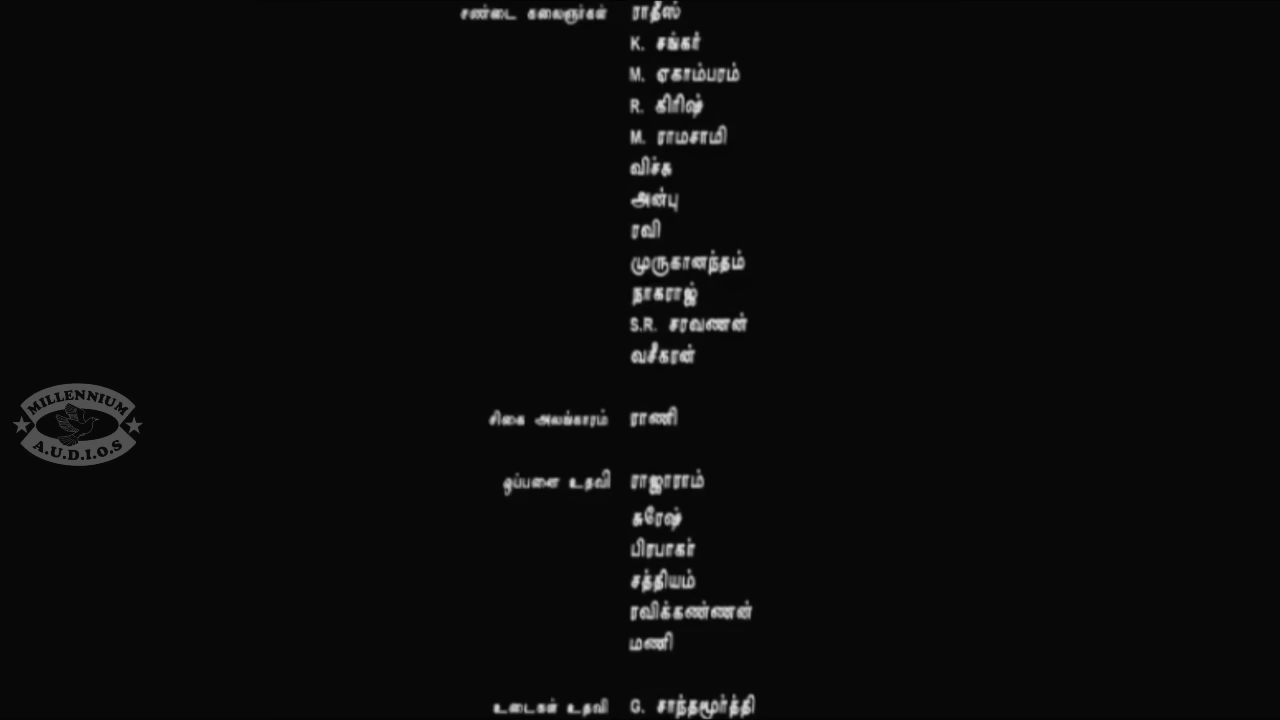 சண்டை கலைஞர்கள் ராதீஸ்
K. சங்கர்
M. ஏகாம்பரம்
R. கிரிஷ்
M. ராமசாமி
விச்சு
அன்பு
ரவி
முருகானந்தம்
நாகராஜ்
S.R. சரவணன்
வசீகரன்
MILLENNIUM
A.U.D.I.O.S
சிகை அலங்காரம் ராணி
ஒப்பனை உதவி ராஜாராம்
சுரேஷ்
பிரபாகர்
சத்தியம்
ரவிக்கண்ணன்
மணி
உடைகள் உதவி G. சாந்தமூர்த்தி